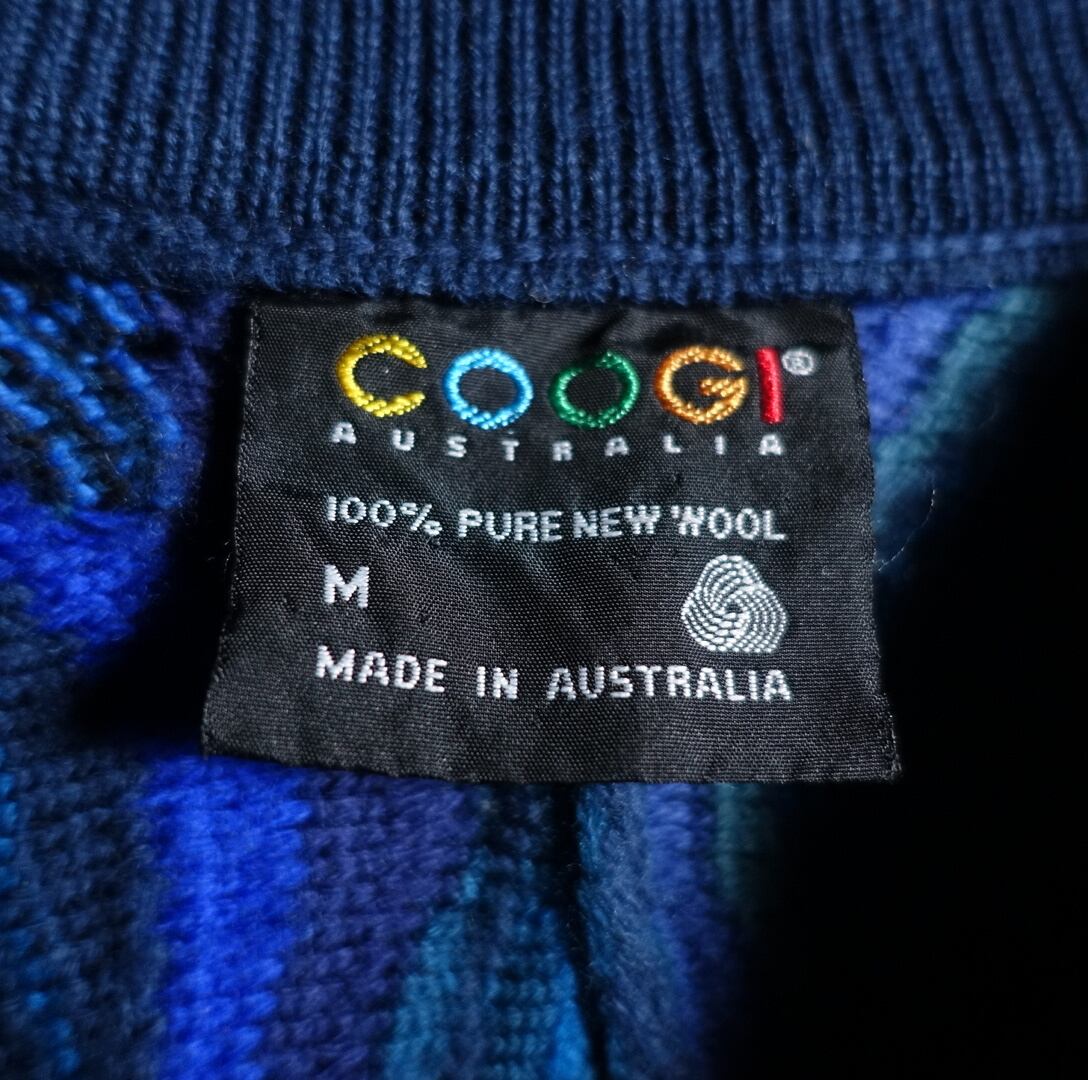 COOGI®
AUSTRALIA
100% PURE NEW WOOL
M
MADE IN AUSTRALIA